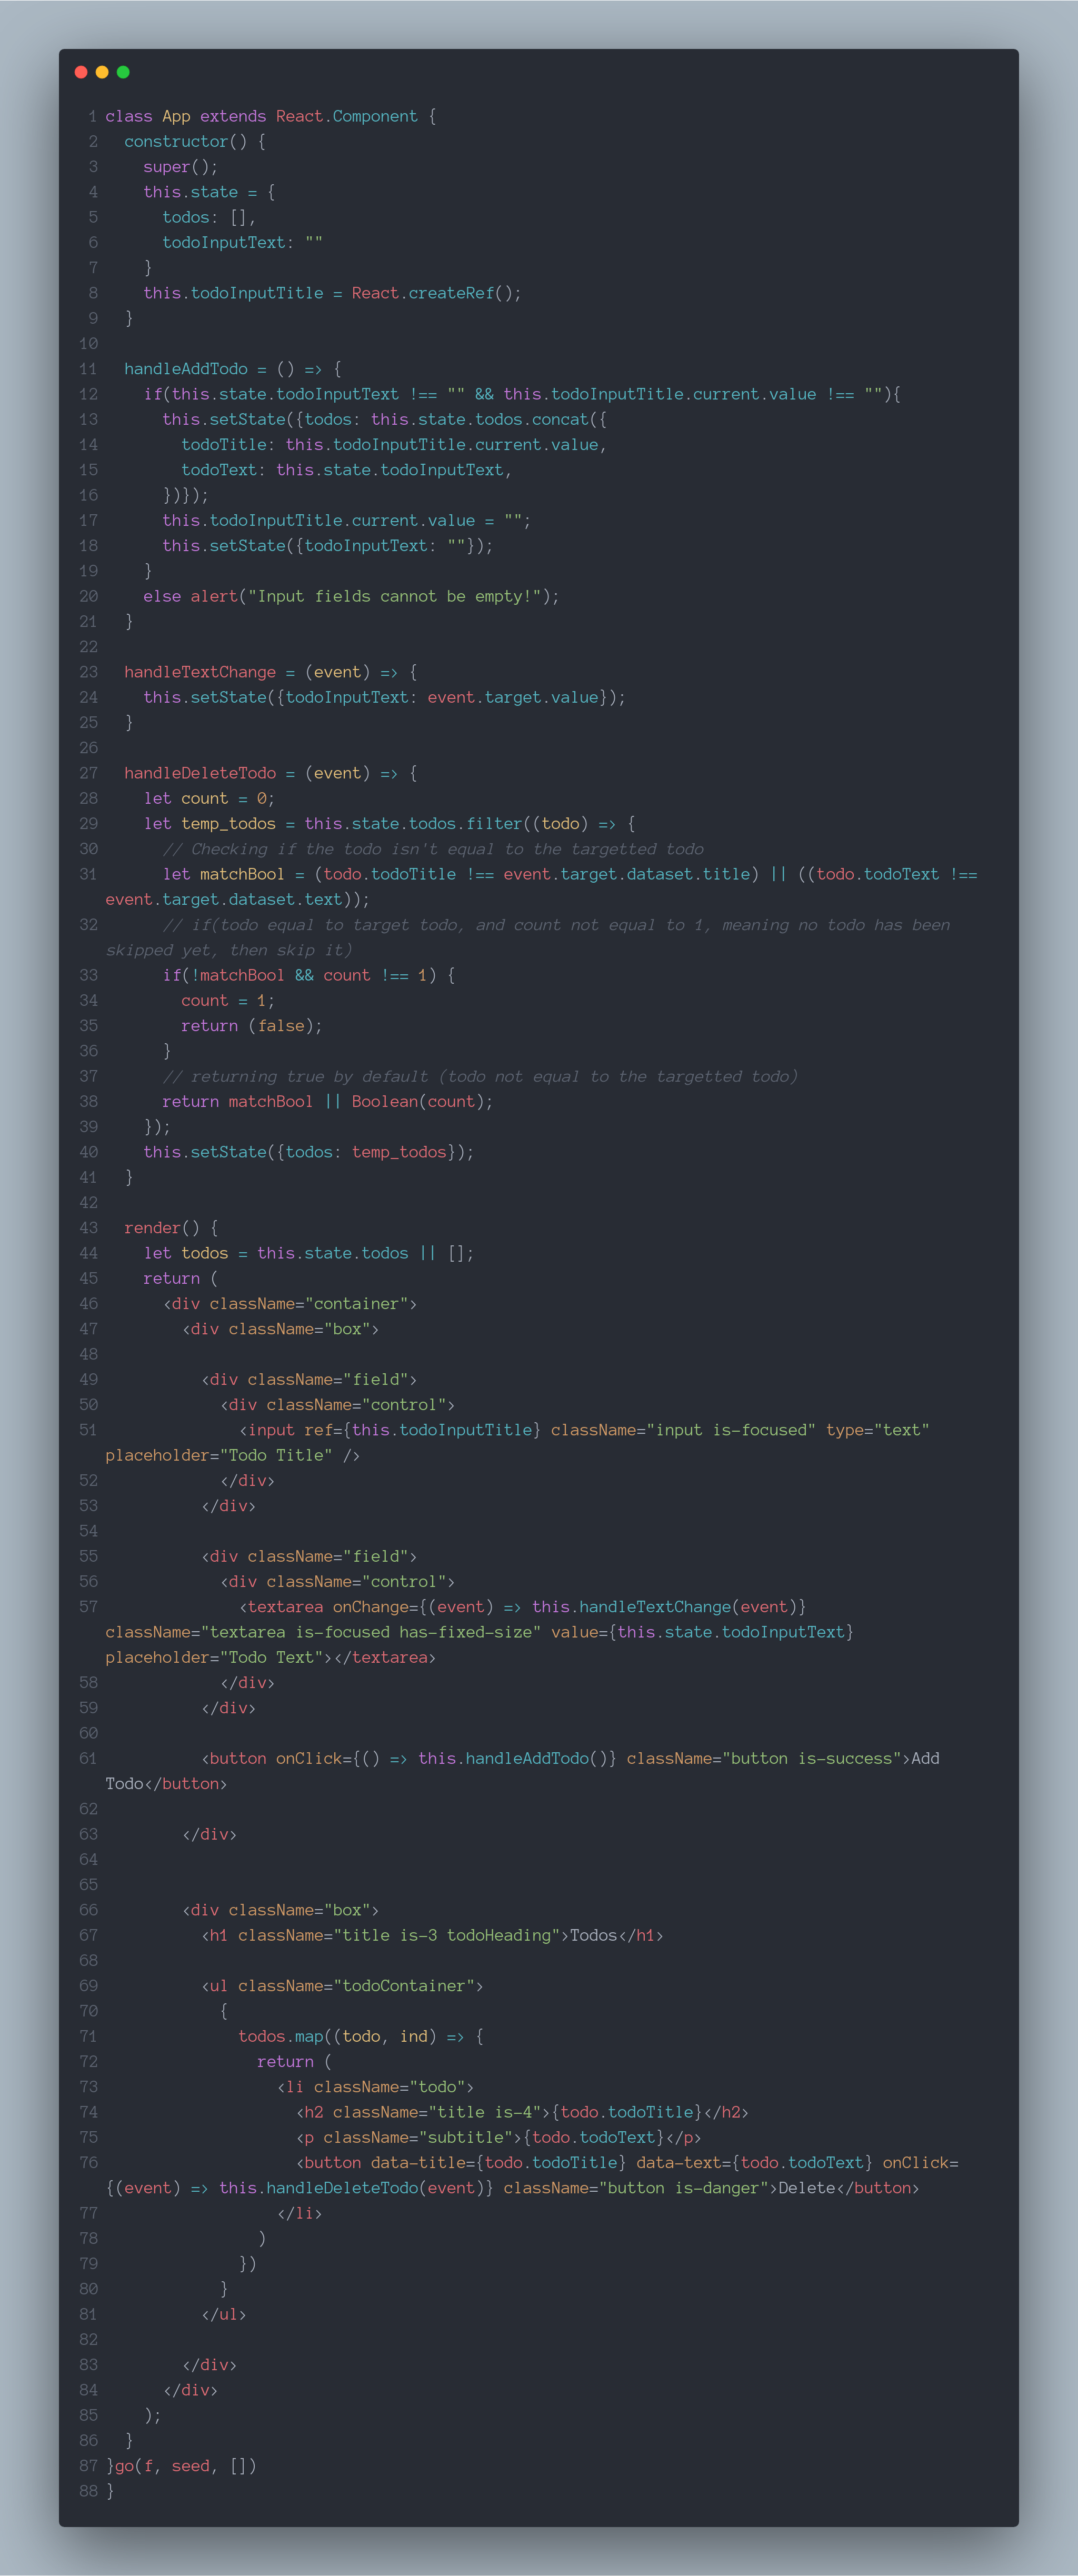 1 class App extends React.Component {
2   constructor() {
3     super();
4     this.state = {
5       todos: [],
6       todoInputText: ""
7     }
8     this.todoInputTitle = React.createRef();
9   }
10
11   handleAddTodo = () => {
12     if(this.state.todoInputText !== "" && this.todoInputTitle.current.value !== ""){
13       this.setState({todos: this.state.todos.concat({
14         todoTitle: this.todoInputTitle.current.value,
15         todoText: this.state.todoInputText,
16       })});
17       this.todoInputTitle.current.value = "";
18       this.setState({todoInputText: ""});
19     }
20     else alert("Input fields cannot be empty!");
21   }
22
23   handleTextChange = (event) => {
24     this.setState({todoInputText: event.target.value});
25   }
26
27   handleDeleteTodo = (event) => {
28     let count = 0;
29     let temp_todos = this.state.todos.filter((todo) => {
30       // Checking if the todo isn't equal to the targetted todo
31       let matchBool = (todo.todoTitle !== event.target.dataset.title) || ((todo.todoText !==
event.target.dataset.text));
32       // if(todo equal to target todo, and count not equal to 1, meaning no todo has been
skipped yet, then skip it)
33       if(!matchBool && count !== 1) {
34         count = 1;
35         return (false);
36       }
37       // returning true by default (todo not equal to the targetted todo)
38       return matchBool || Boolean(count);
39     });
40     this.setState({todos: temp_todos});
41   }
42
43   render() {
44     let todos = this.state.todos || [];
45     return (
46       <div className="container">
47         <div className="box">
48
49           <div className="field">
50             <div className="control">
51               <input ref={this.todoInputTitle} className="input is-focused" type="text"
placeholder="Todo Title" />
52             </div>
53           </div>
54
55           <div className="field">
56             <div className="control">
57               <textarea onChange={(event) => this.handleTextChange(event)}
className="textarea is-focused has-fixed-size" value={this.state.todoInputText}
placeholder="Todo Text"></textarea>
58             </div>
59           </div>
60
61           <button onClick={() => this.handleAddTodo()} className="button is-success">Add
Todo</button>
62
63         </div>
64
65
66         <div className="box">
67           <h1 className="title is-3 todoHeading">Todos</h1>
68
69           <ul className="todoContainer">
70             {
71               todos.map((todo, ind) => {
72                 return (
73                   <li className="todo">
74                     <h2 className="title is-4">{todo.todoTitle}</h2>
75                     <p className="subtitle">{todo.todoText}</p>
76                     <button data-title={todo.todoTitle} data-text={todo.todoText} onClick=
{(event) => this.handleDeleteTodo(event)} className="button is-danger">Delete</button>
77                   </li>
78                 )
79               })
80             }
81           </ul>
82
83         </div>
84       </div>
85     );
86   }
87 }go(f, seed, [])
88 }